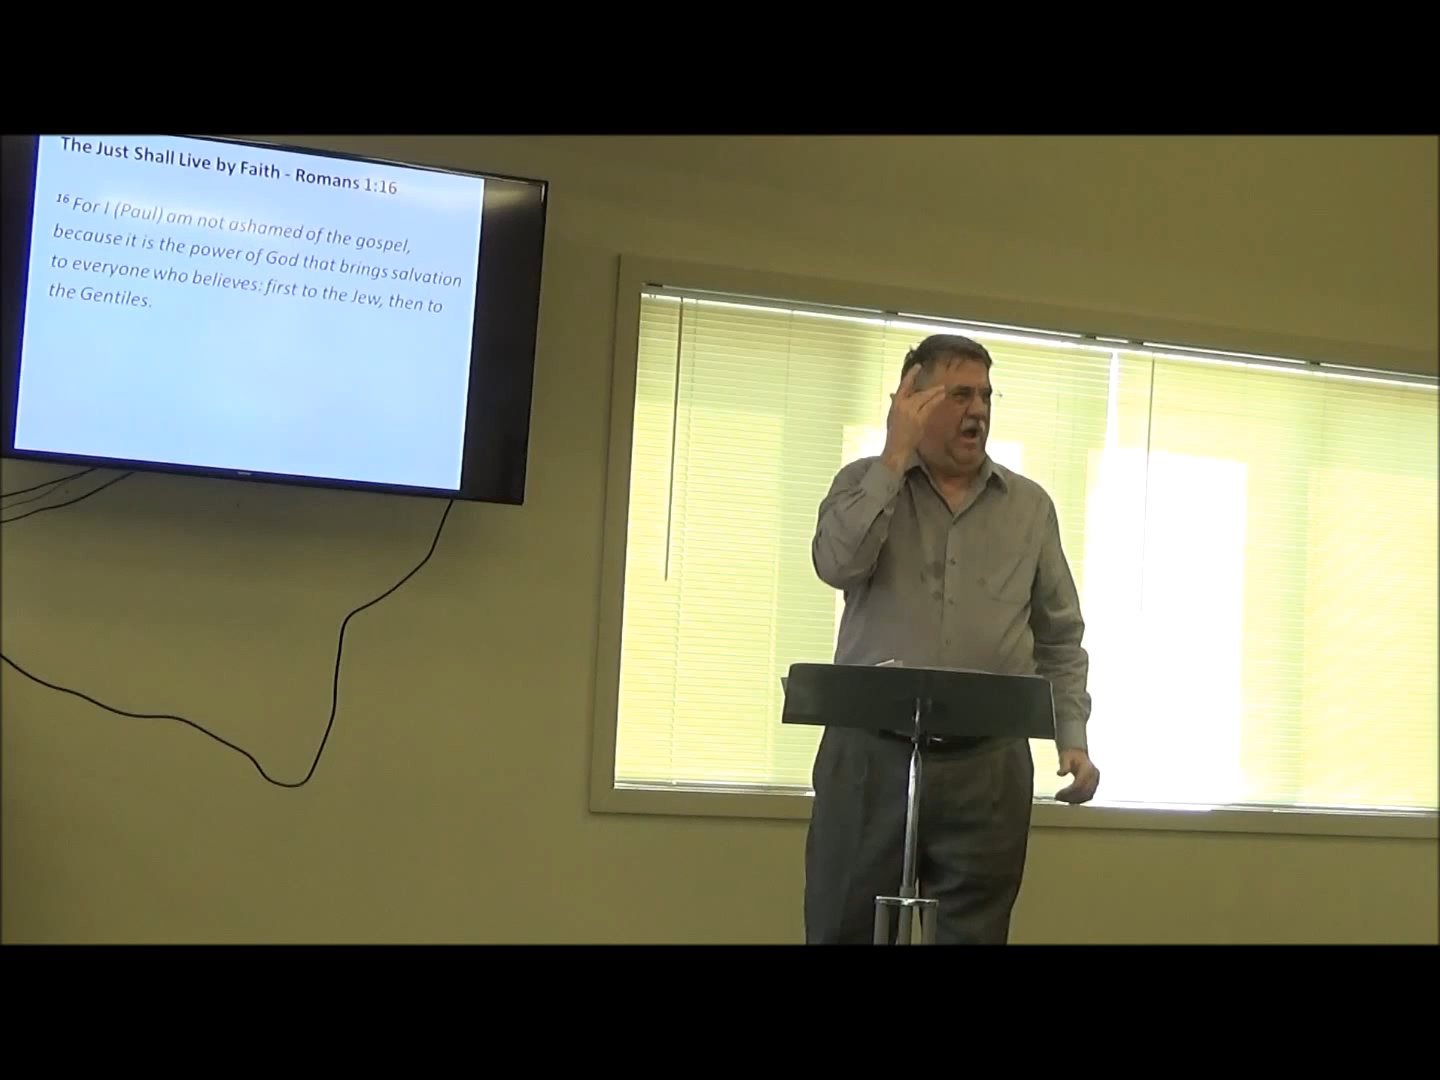 The Just Shall Live by Faith - Romans 1:16
16 For I (Paul) am not ashamed of the gospel,
because it is the power of God that brings salvation
to everyone who believes: first to the Jew, then to
the Gentiles.